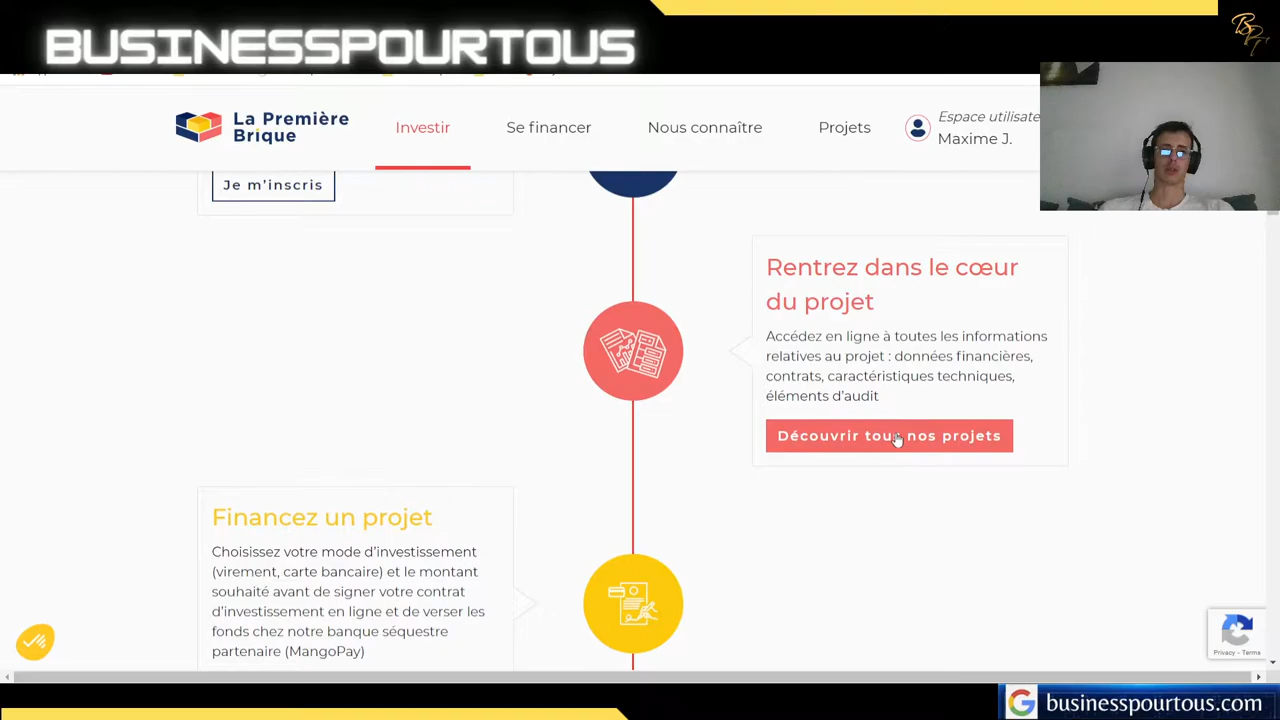 BUSINESSPOURTOUS
La Première
Brique
Investir
Se financer
Nous connaître
Projets
Espace utilisate
Maxime J.
Je m'inscris
Rentrez dans le cœur
du projet
Accédez en ligne à toutes les informations
relatives au projet : données financières,
contrats, caractéristiques techniques,
éléments d'audit
Découvrir tous nos projets
Financez un projet
Choisissez votre mode d'investissement
(virement, carte bancaire) et le montant
souhaité avant de signer votre contrat
d'investissement en ligne et de verser les
fonds chez notre banque séquestre
partenaire (MangoPay)
Privacy - Terms
businesspourtous.com